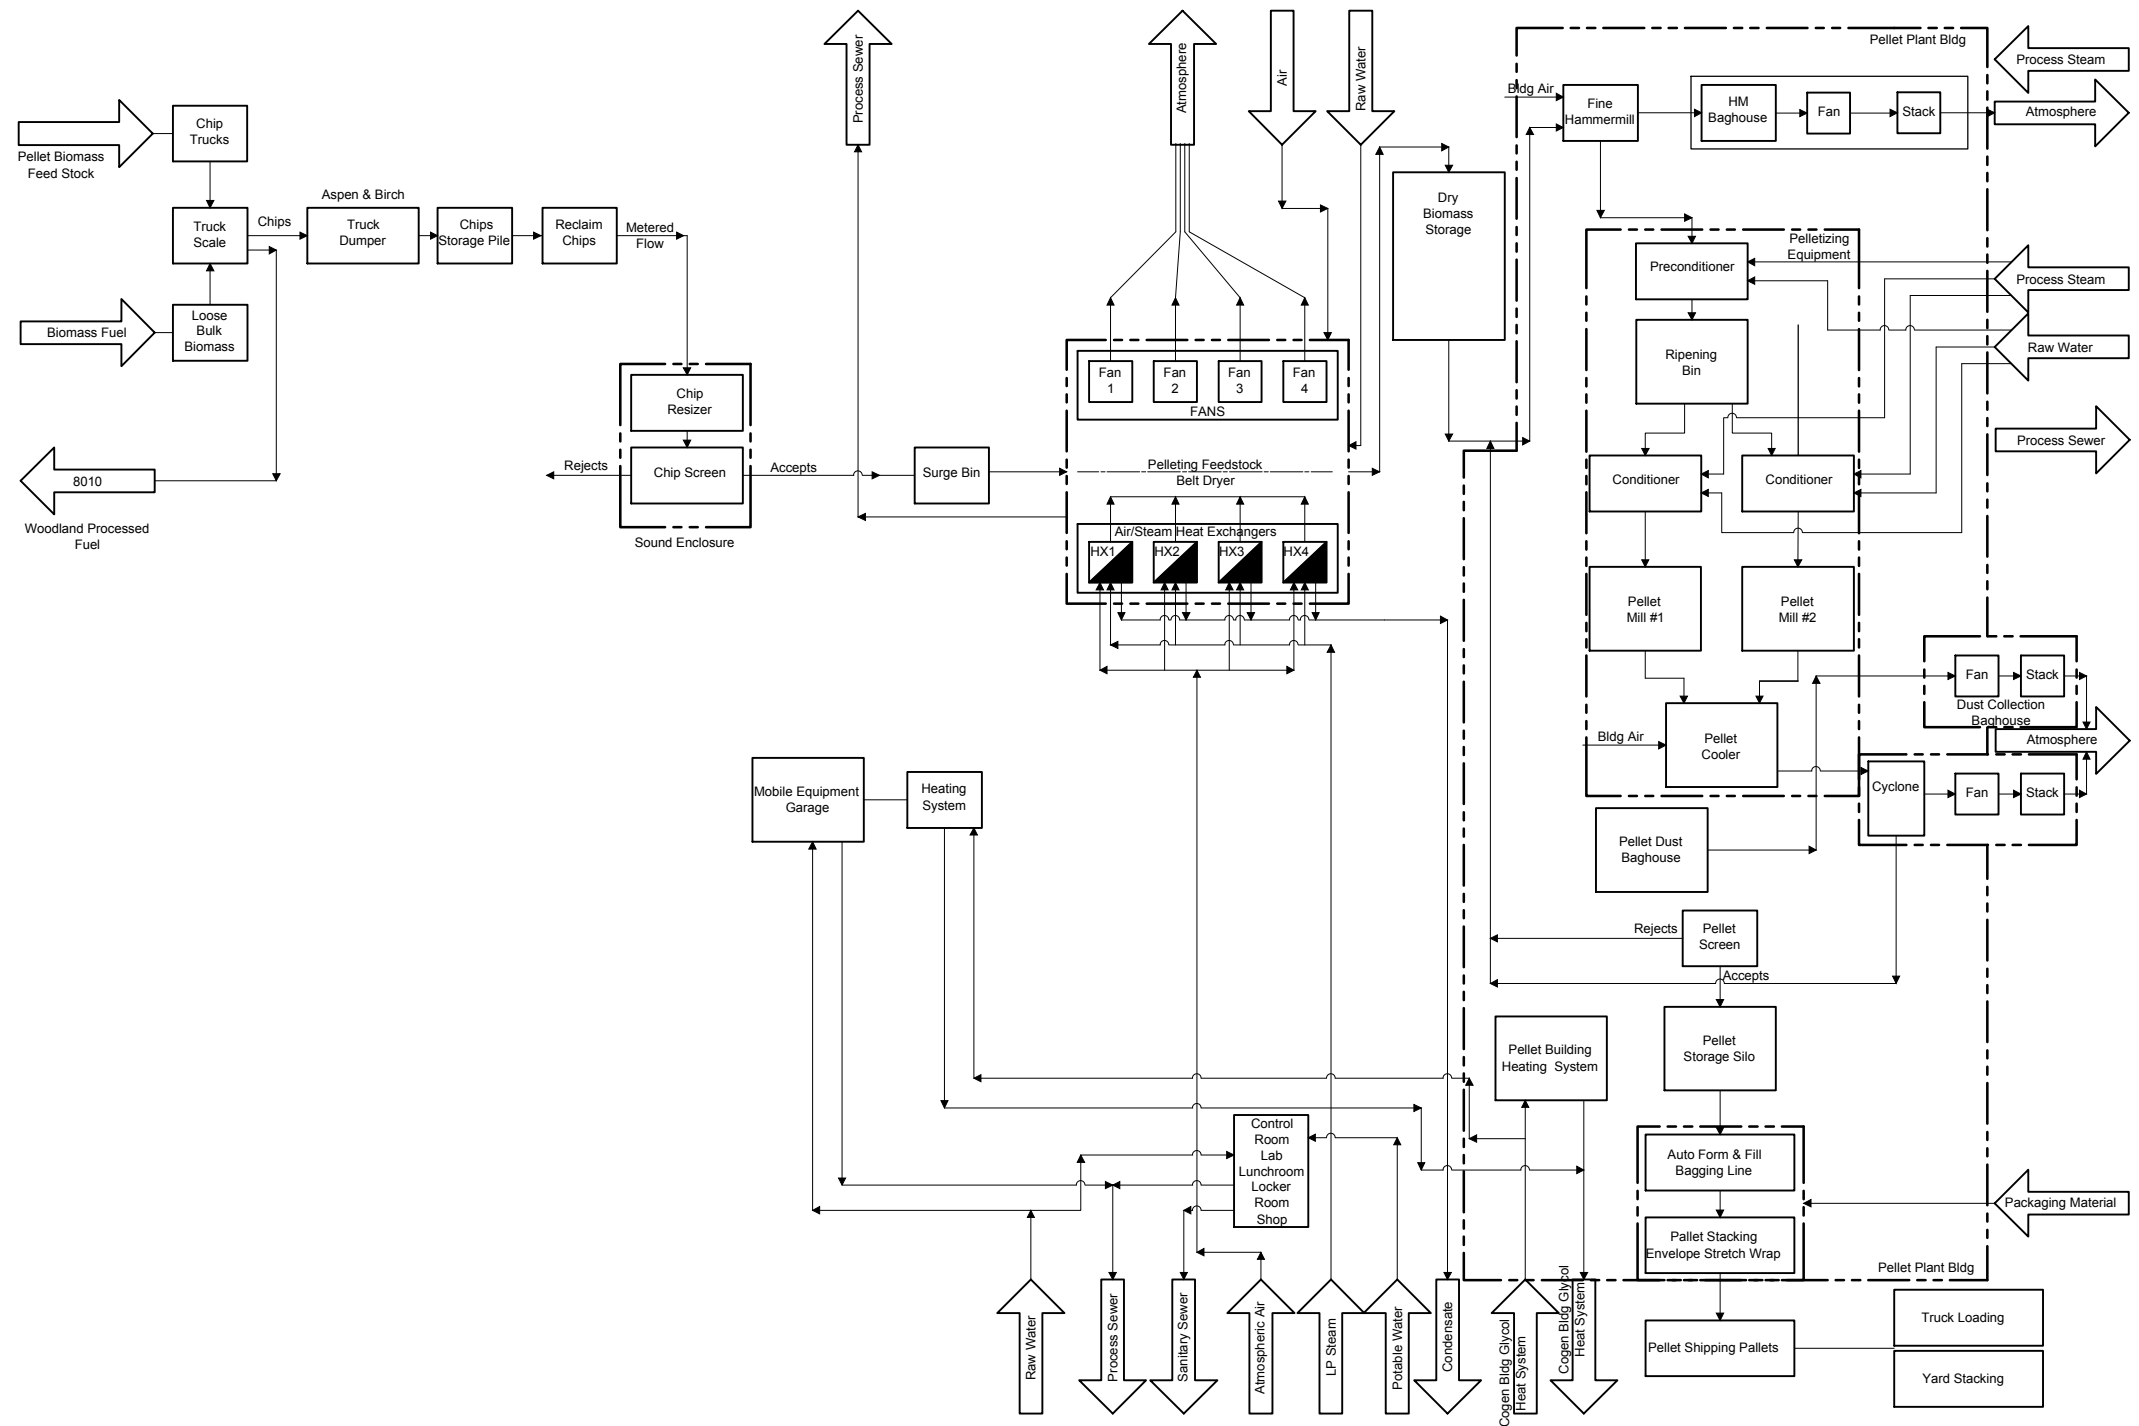 Process Sewer
Atmosphere
Air
Raw Water
Pellet Plant Bldg
Process Steam
Bldg Air
Fine
Hammermill
HM
Baghouse
Fan
Stack
Atmosphere
Chip
Trucks
Pellet Biomass
Feed Stock
Aspen & Birch
Truck
Scale
Chips
Truck
Dumper
Chips
Storage Pile
Reclaim
Chips
Metered
Flow
Dry
Biomass
Storage
Pelletizing
Equipment
Preconditioner
Process Steam
Biomass Fuel
Loose
Bulk
Biomass
Ripening
Bin
Raw Water
Chip
Resizer
Fan
1
Fan
2
Fan
3
Fan
4
FANS
Process Sewer
8010
Woodland Processed
Fuel
Rejects
Chip Screen
Accepts
Surge Bin
Pelleting Feedstock
Belt Dryer
Conditioner
Conditioner
Sound Enclosure
Air/Steam Heat Exchangers
HX1
HX2
HX3
HX4
Pellet
Mill #1
Pellet
Mill #2
Fan
Stack
Dust Collection
Baghouse
Bldg Air
Pellet
Cooler
Atmosphere
Mobile Equipment
Garage
Heating
System
Cyclone
Fan
Stack
Pellet Dust
Baghouse
Rejects
Pellet
Screen
Accepts
Pellet
Storage Silo
Pellet Building
Heating System
Control
Room
Lab
Lunchroom
Locker
Room
Shop
Auto Form & Fill
Bagging Line
Packaging Material
Pallet Stacking
Envelope Stretch Wrap
Pellet Plant Bldg
Raw Water
Process Sewer
Sanitary Sewer
Atmospheric Air
LP Steam
Potable Water
Condensate
Cogen Bldg Glycol
Heat System
Cogen Bldg Glycol
Heat System
Pellet Shipping Pallets
Truck Loading
Yard Stacking